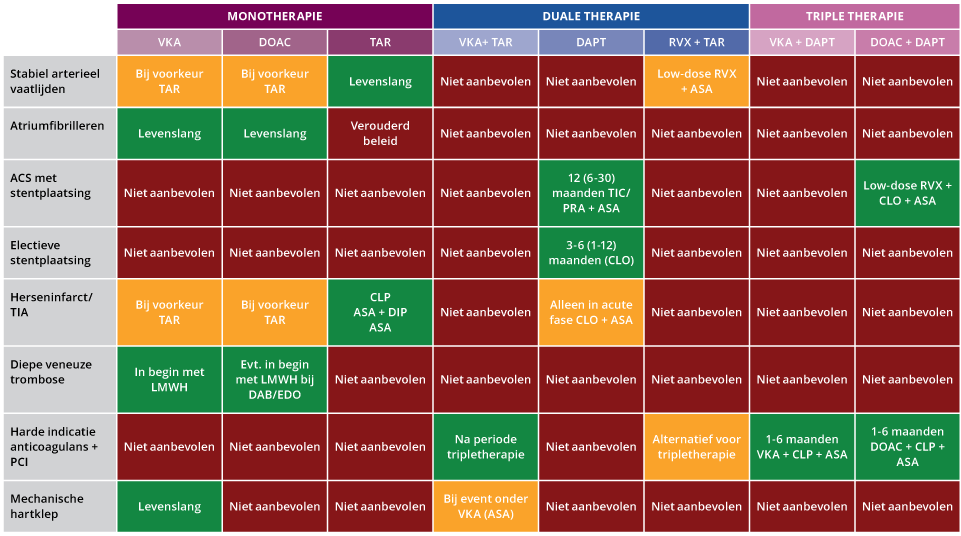 MONOTHERAPIE DUALE THERAPIE TRIPLE THERAPIE
VKA DOAC TAR VKA+ TAR DAPT RVX + TAR VKA + DAPT DOAC + DAPT
Stabiel arterieel
vaatlijden
Bij voorkeur
TAR
Bij voorkeur
TAR
Levenslang
Niet aanbevolen
Niet aanbevolen
Low-dose RVX
+ ASA
Niet aanbevolen
Niet aanbevolen
Atriumfibrilleren
Levenslang
Levenslang
Verouderd
beleid
Niet aanbevolen
Niet aanbevolen
Niet aanbevolen
Niet aanbevolen
Niet aanbevolen
ACS met
stentplaatsing
Niet aanbevolen
Niet aanbevolen
Niet aanbevolen
Niet aanbevolen
12 (6-30)
maanden TIC/
PRA + ASA
Niet aanbevolen
Niet aanbevolen
Low-dose RVX +
CLO + ASA
Electieve
stentplaatsing
Niet aanbevolen
Niet aanbevolen
Niet aanbevolen
Niet aanbevolen
3-6 (1-12)
maanden (CLO)
Niet aanbevolen
Niet aanbevolen
Niet aanbevolen
Herseninfarct/
TIA
Bij voorkeur
TAR
Bij voorkeur
TAR
CLP
ASA + DIP
ASA
Niet aanbevolen
Alleen in acute
fase CLO + ASA
Niet aanbevolen
Niet aanbevolen
Niet aanbevolen
Diepe veneuze
trombose
In begin met
LMWH
Evt. in begin
met LMWH bij
DAB/EDO
Niet aanbevolen
Niet aanbevolen
Niet aanbevolen
Niet aanbevolen
Niet aanbevolen
Niet aanbevolen
Harde indicatie
anticoagulans +
PCI
Niet aanbevolen
Niet aanbevolen
Niet aanbevolen
Na periode
tripletherapie
Niet aanbevolen
Alternatief voor
tripletherapie
1-6 maanden
VKA + CLP + ASA
1-6 maanden
DOAC + CLP +
ASA
Mechanische
hartklep
Levenslang
Niet aanbevolen
Niet aanbevolen
Bij event onder
VKA (ASA)
Niet aanbevolen
Niet aanbevolen
Niet aanbevolen
Niet aanbevolen